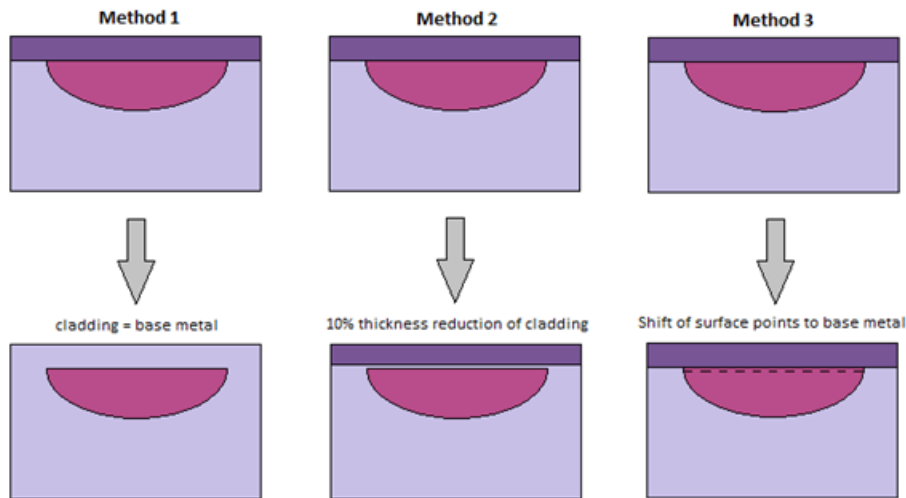 Method 1
Method 2
Method 3
cladding = base metal
10% thickness reduction of cladding
Shift of surface points to base metal